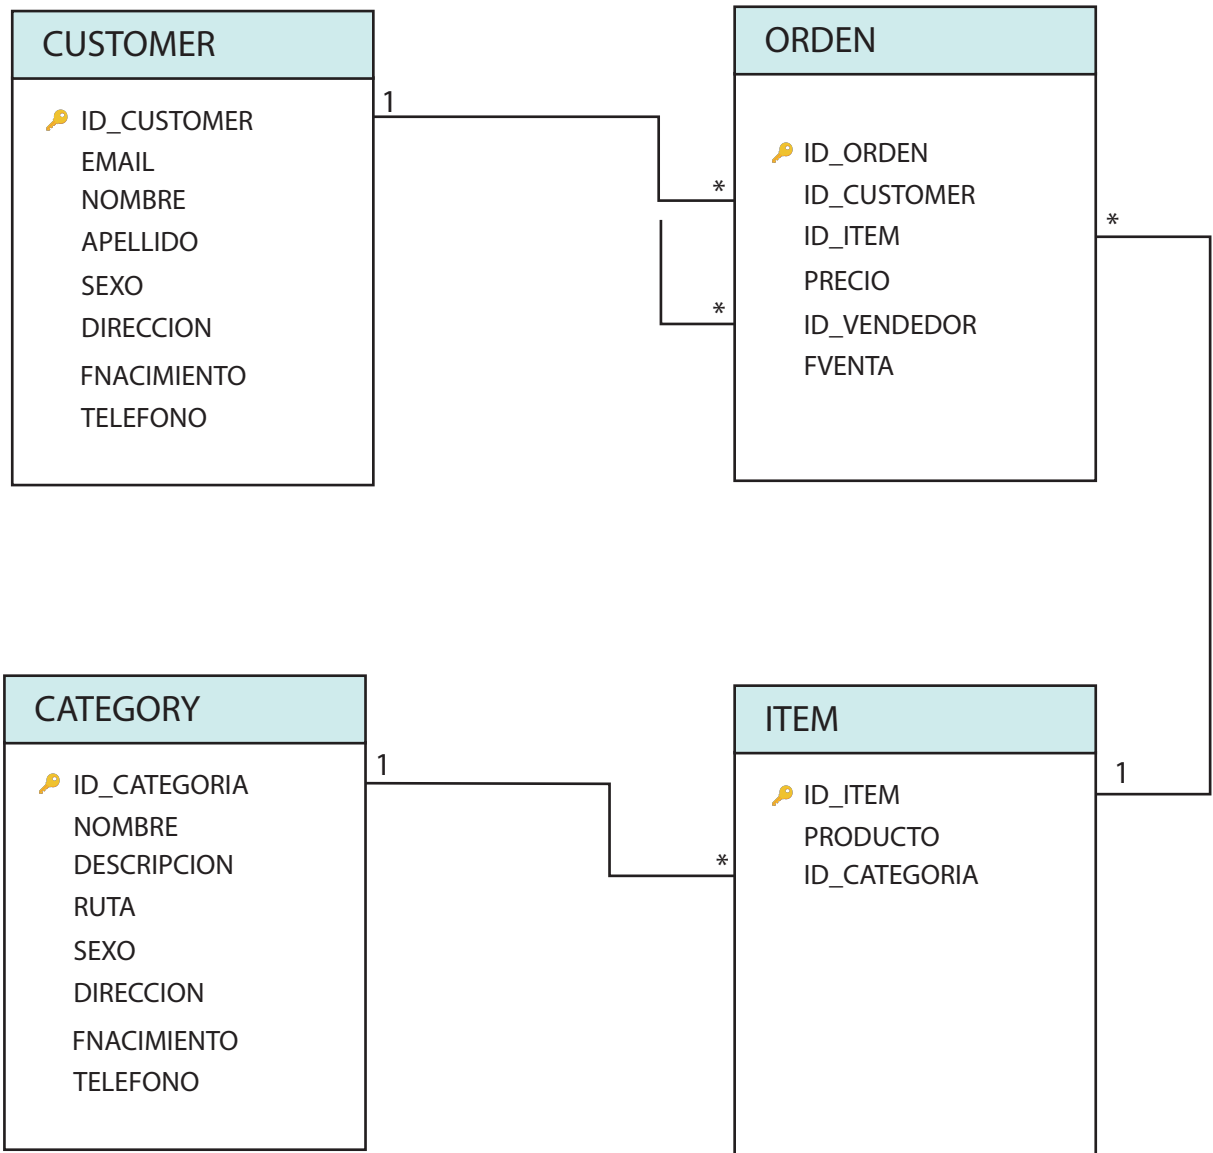 CUSTOMER
ID_CUSTOMER
EMAIL
NOMBRE
APELLIDO
SEXO
DIRECCION
FNACIMIENTO
TELEFONO
1
*
*
ORDEN
ID_ORDEN
ID_CUSTOMER
ID_ITEM
PRECIO
ID_VENDEDOR
FVENTA
*
CATEGORY
ID_CATEGORIA
NOMBRE
DESCRIPCION
RUTA
SEXO
DIRECCION
FNACIMIENTO
TELEFONO
1
*
ITEM
ID_ITEM
PRODUCTO
ID_CATEGORIA
1